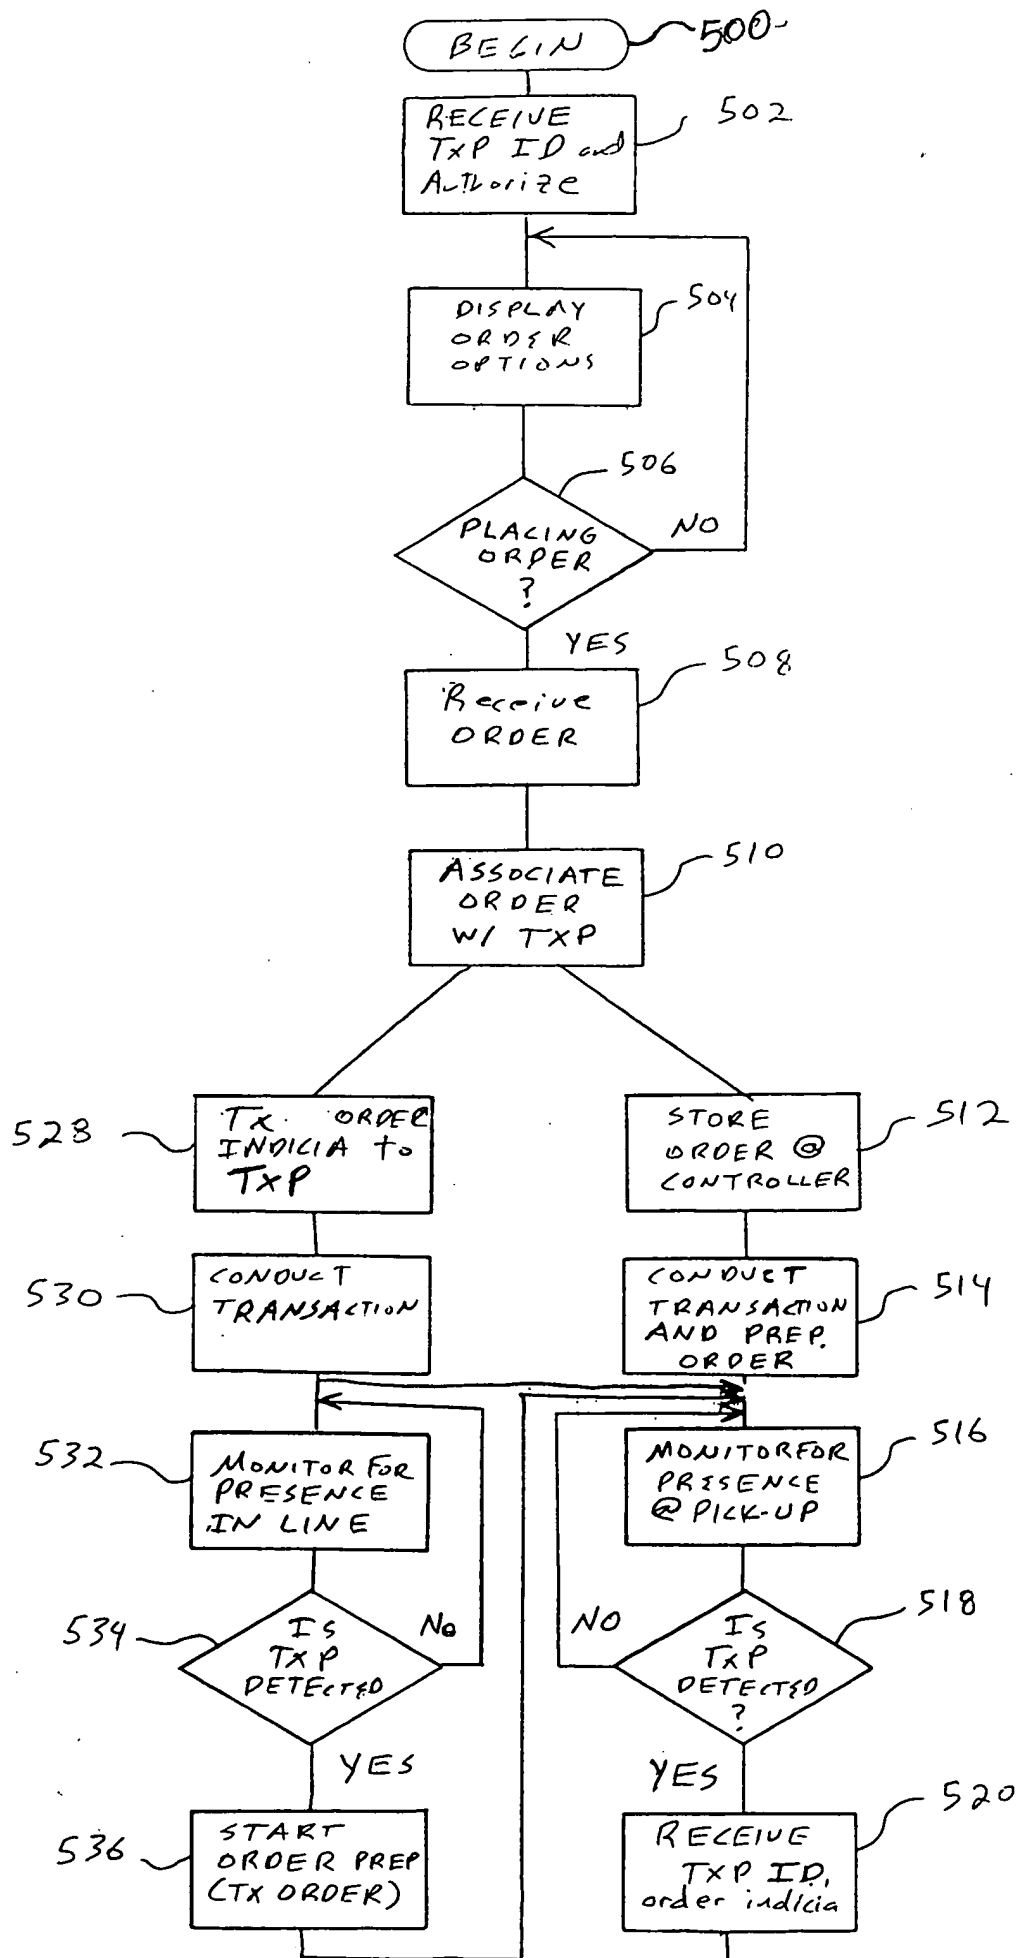 BEGIN
500
RECEIVE
TXP ID and
Authorize
502
DISPLAY
ORDER
OPTIONS
504
506
PLACING
ORDER
?
NO
YES
508
Receive
ORDER
510
ASSOCIATE
ORDER
W/ TXP
528
TX ORDER
INDICIA to
TXP
STORE
ORDER @
CONTROLLER
512
530
CONDUCT
TRANSACTION
CONDUCT
TRANSACTION
AND PREP.
ORDER
514
532
MONITOR FOR
PRESENCE
IN LINE
MONITOR FOR
PRESENCE
@ PICK-UP
516
534
IS
TXP
DETECTED
No
NO
IS
TXP
DETECTED
?
518
YES
YES
536
START
ORDER PREP
(TX ORDER)
RECEIVE
TXP ID,
order indicia
520